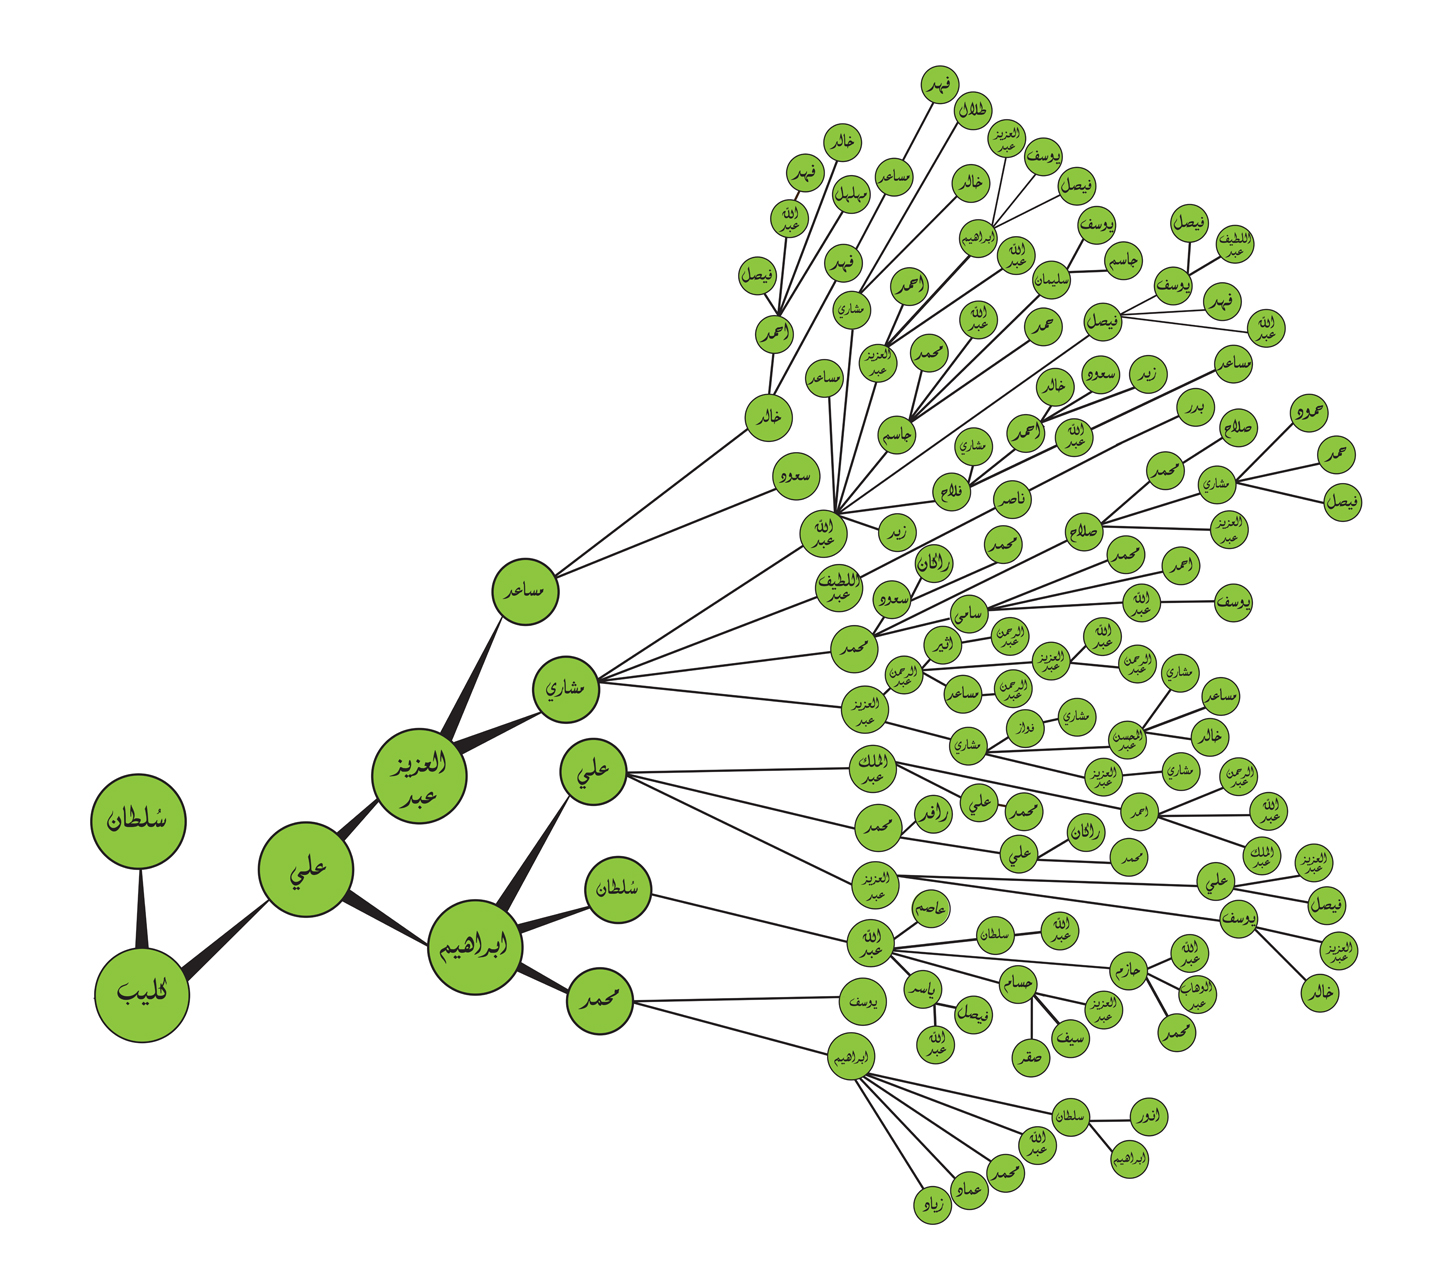 فهد
طلال
العزيز
عبد
يوسف
خالد
فيصل
فهد
مساعد
خالد
مهلهل
الله
عبد
يوسف
فيصل
ابراهيم
اللطيف
عبد
الله
عبد
جاسم
فهد
فيصل
سليمان
يوسف
احمد
فهد
مشاري
الله
عبد
حمد
فيصل
الله
عبد
احمد
محمد
العزيز
عبد
مساعد
مساعد
خالد
سعود
زيد
بدر
حمود
خالد
جاسم
احمد
الله
عبد
صلاح
مشاري
حمد
سعود
محمد
مشاري
فلاح
ناصر
فيصل
الله
عبد
زيد
صلاح
العزيز
عبد
محمد
محمد
راكان
احمد
مساعد
اللطيف
عبد
سعود
الله
عبد
يوسف
سامي
محمد
اثير
الرحمن
عبد
الله
عبد
العزيز
عبد
الرحمن
عبد
الرحمن
عبد
مشاري
مشاري
مساعد
الرحمن
عبد
مساعد
العزيز
عبد
مشاري
فواز
مشاري
المحسن
عبد
خالد
العزيز
عبد
علي
الملك
عبد
العزيز
عبد
مشاري
الرحمن
عبد
علي
محمد
احمد
الله
عبد
سلطان
محمد
رافد
راكان
علي
محمد
الملك
عبد
العزيز
عبد
علي
سلطان
العزيز
عبد
علي
فيصل
عاصم
يوسف
ابراهيم
الله
عبد
سلطان
الله
عبد
العزيز
عبد
حازم
الله
عبد
كليب
محمد
يوسف
ياسر
حسام
الوهاب
عبد
خالد
فيصل
العزيز
عبد
الله
عبد
سيف
محمد
صقر
ابراهيم
سلطان
انور
الله
عبد
ابراهيم
محمد
عماد
زياد